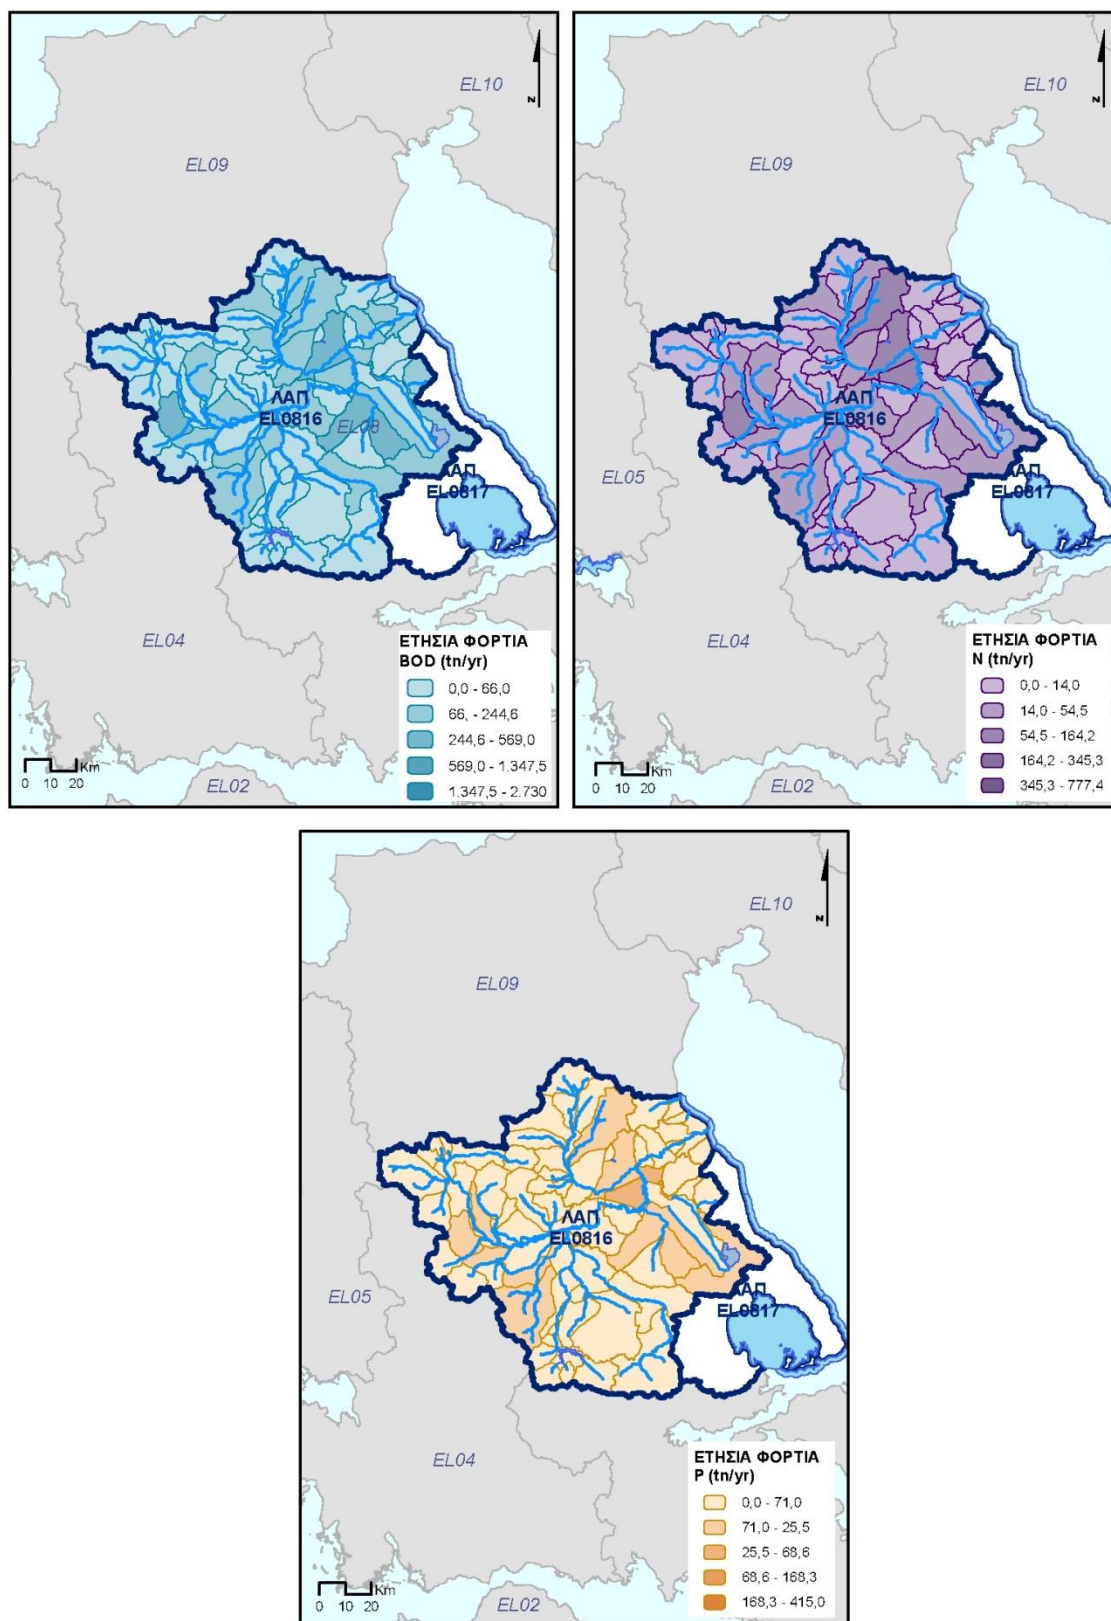 EL10
EL09
N
ΛΑΠ
EL0816
EL08
ΛΑΠ
EL0817
EL04
ΕΤΗΣΙΑ ΦΟΡΤΙΑ
BOD (tn/yr)
0,0 - 66,0
66, - 244,6
244,6 - 569,0
569,0 - 1.347,5
1.347,5 - 2.730
Km
0 10 20
EL02
EL10
EL09
N
ΛΑΠ
EL0816
EL05
ΛΑΠ
EL0817
EL04
ΕΤΗΣΙΑ ΦΟΡΤΙΑ
N (tn/yr)
0,0 - 14,0
14,0 - 54,5
54,5 - 164,2
164,2 - 345,3
345,3 - 777,4
Km
0 10 20
EL02
EL10
EL09
N
ΛΑΠ
EL0816
EL05
ΛΑΠ
EL0817
EL04
ΕΤΗΣΙΑ ΦΟΡΤΙΑ
P (tn/yr)
0,0 - 71,0
71,0 - 25,5
25,5 - 68,6
68,6 - 168,3
168,3 - 415,0
Km
0 10 20
EL02